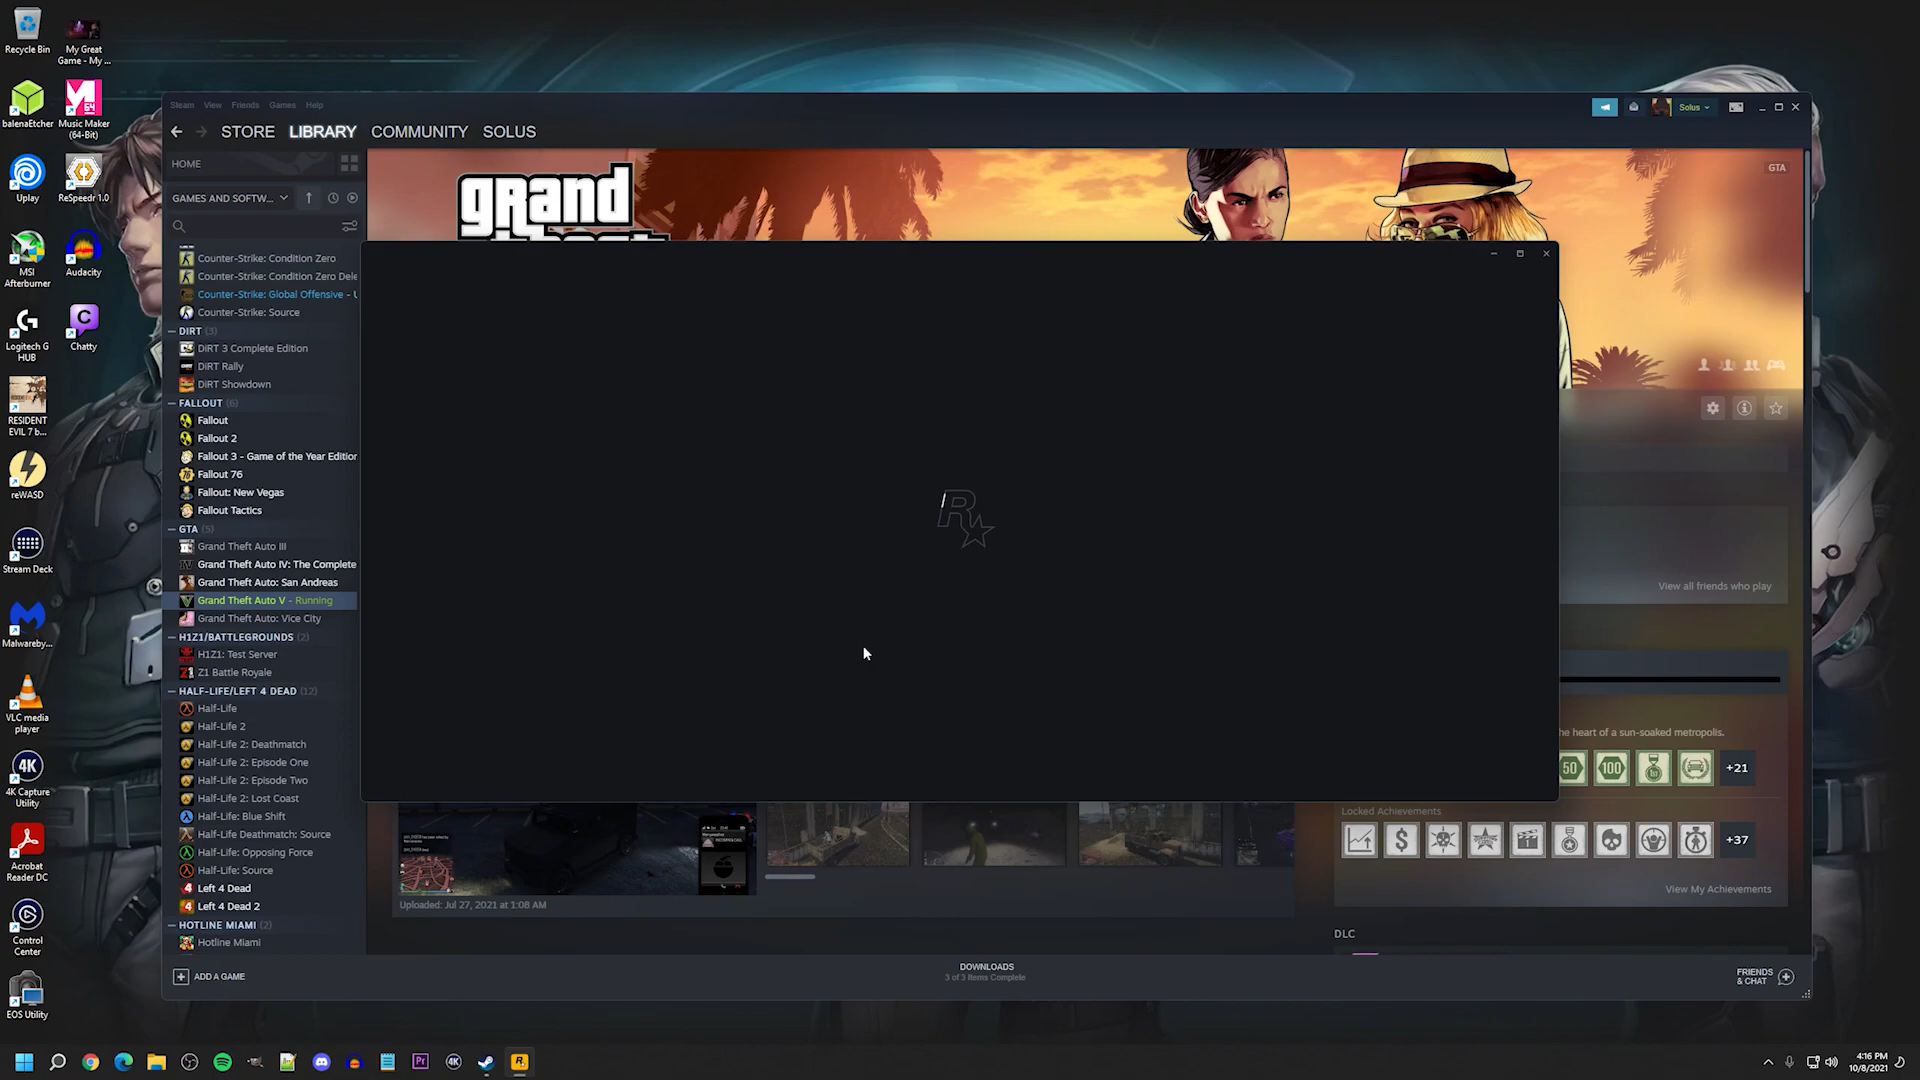 Recycle Bin
My Great
Game - My ...
balenaEtcher
Music Maker
(64-Bit)
Uplay
ReSpeedr 1.0
MSI
Afterburner
Audacity
Logitech G
HUB
Chatty
RESIDENT
EVIL 7 b...
reWASD
Stream Deck
Malwareby...
VLC media
player
4K
4K Capture
Utility
Acrobat
Reader DC
Control
Center
EOS Utility
Steam View Friends Games Help
Solus
STORE LIBRARY COMMUNITY SOLUS
HOME
GAMES AND SOFTW...
Counter-Strike: Condition Zero
Counter-Strike: Condition Zero Dele
Counter-Strike: Global Offensive - U
Counter-Strike: Source
DIRT (3)
DiRT 3 Complete Edition
DiRT Rally
DiRT Showdown
FALLOUT (6)
Fallout
Fallout 2
Fallout 3 - Game of the Year Edition
Fallout 76
Fallout: New Vegas
Fallout Tactics
GTA (5)
Grand Theft Auto III
Grand Theft Auto IV: The Complete
Grand Theft Auto: San Andreas
Grand Theft Auto V - Running
Grand Theft Auto: Vice City
H1Z1/BATTLEGROUNDS (2)
H1Z1: Test Server
Z1 Battle Royale
HALF-LIFE/LEFT 4 DEAD (12)
Half-Life
Half-Life 2
Half-Life 2: Deathmatch
Half-Life 2: Episode One
Half-Life 2: Episode Two
Half-Life 2: Lost Coast
Half-Life: Blue Shift
Half-Life Deathmatch: Source
Half-Life: Opposing Force
Half-Life: Source
Left 4 Dead
Left 4 Dead 2
HOTLINE MIAMI (2)
Hotline Miami
ADD A GAME
grand
GTA
R
View all friends who play
he heart of a sun-soaked metropolis.
50
100
+21
Locked Achievements
+37
View My Achievements
Uploaded: Jul 27, 2021 at 1:08 AM
DLC
DOWNLOADS
3 of 3 Items Complete
FRIENDS
& CHAT
Pr
4K
R
4:16 PM
10/8/2021